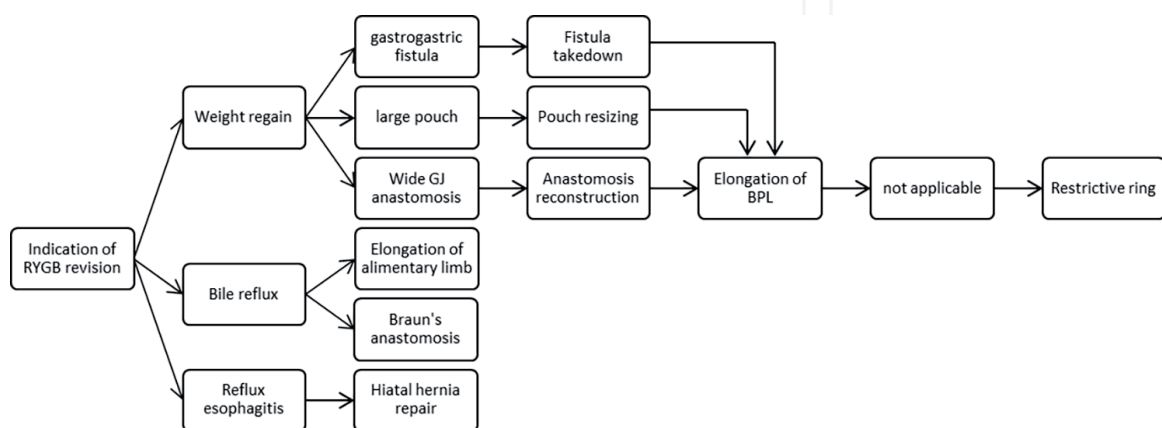 gastrogastric
fistula
Fistula
takedown
Weight regain
large pouch
Pouch resizing
Wide GJ
anastomosis
Anastomosis
reconstruction
Elongation of
BPL
not applicable
Restrictive ring
Indication of
RYGB revision
Elongation of
alimentary limb
Bile reflux
Braun's
anastomosis
Reflux
esophagitis
Hiatal hernia
repair